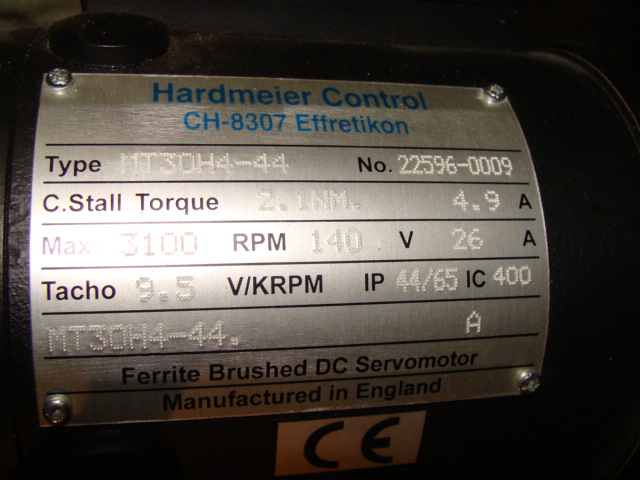 Hardmeier Control
CH-8307 Effretikon
Type MT30H4-44 No. 22596-0009
C.Stall Torque 2.1NM. 4.9 A
Max 3100 RPM 140 V 26 A
Tacho 9.5 V/KRPM IP 44/65 IC 400
MT30H4-44. A
Ferrite Brushed DC Servomotor
Manufactured in England
CE